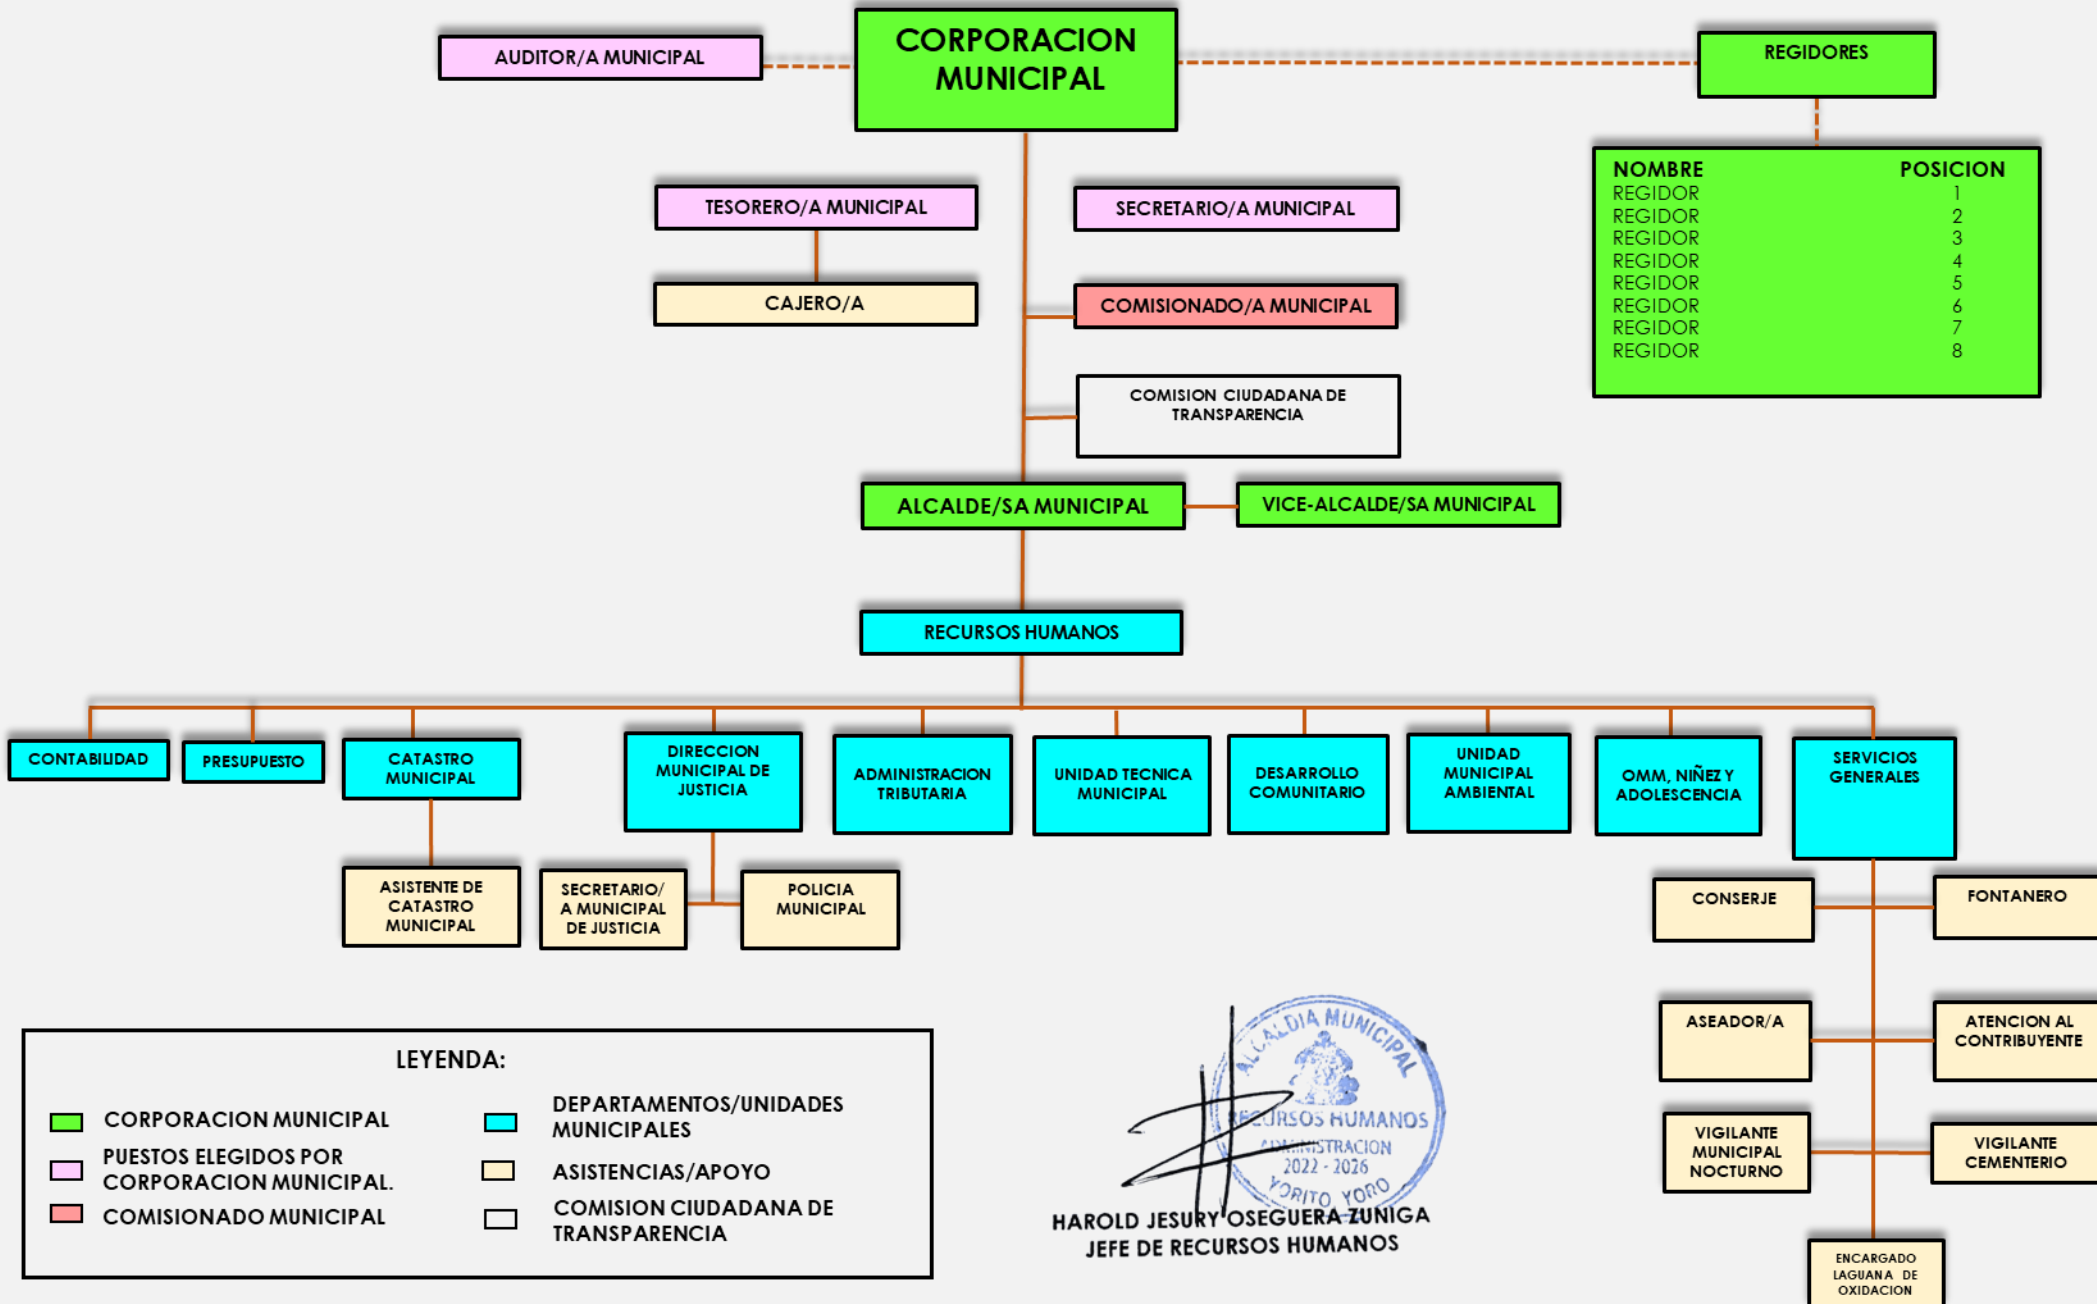 AUDITOR/A MUNICIPAL
CORPORACION
MUNICIPAL
REGIDORES
NOMBRE POSICION
REGIDOR 1
REGIDOR 2
REGIDOR 3
REGIDOR 4
REGIDOR 5
REGIDOR 6
REGIDOR 7
REGIDOR 8
TESORERO/A MUNICIPAL
SECRETARIO/A MUNICIPAL
CAJERO/A
COMISIONADO/A MUNICIPAL
COMISION CIUDADANA DE
TRANSPARENCIA
ALCALDE/SA MUNICIPAL
VICE-ALCALDE/SA MUNICIPAL
RECURSOS HUMANOS
CONTABILIDAD
PRESUPUESTO
CATASTRO
MUNICIPAL
DIRECCION
MUNICIPAL DE
JUSTICIA
ADMINISTRACION
TRIBUTARIA
UNIDAD TECNICA
MUNICIPAL
DESARROLLO
COMUNITARIO
UNIDAD
MUNICIPAL
AMBIENTAL
OMM, NIÑEZ Y
ADOLESCENCIA
SERVICIOS
GENERALES
ASISTENTE DE
CATASTRO
MUNICIPAL
SECRETARIO/
A MUNICIPAL
DE JUSTICIA
POLICIA
MUNICIPAL
CONSERJE
FONTANERO
ASEADOR/A
ATENCION AL
CONTRIBUYENTE
VIGILANTE
MUNICIPAL
NOCTURNO
VIGILANTE
CEMENTERIO
ENCARGADO
LAGUANA DE
OXIDACION
LEYENDA:
CORPORACION MUNICIPAL
PUESTOS ELEGIDOS POR
CORPORACION MUNICIPAL.
COMISIONADO MUNICIPAL
DEPARTAMENTOS/UNIDADES
MUNICIPALES
ASISTENCIAS/APOYO
COMISION CIUDADANA DE
TRANSPARENCIA
ALCALDIA MUNICIPAL
RECURSOS HUMANOS
ADMINISTRACION
2022 - 2026
YORITO YORO
HAROLD JESURY OSEGUERA ZUNIGA
JEFE DE RECURSOS HUMANOS